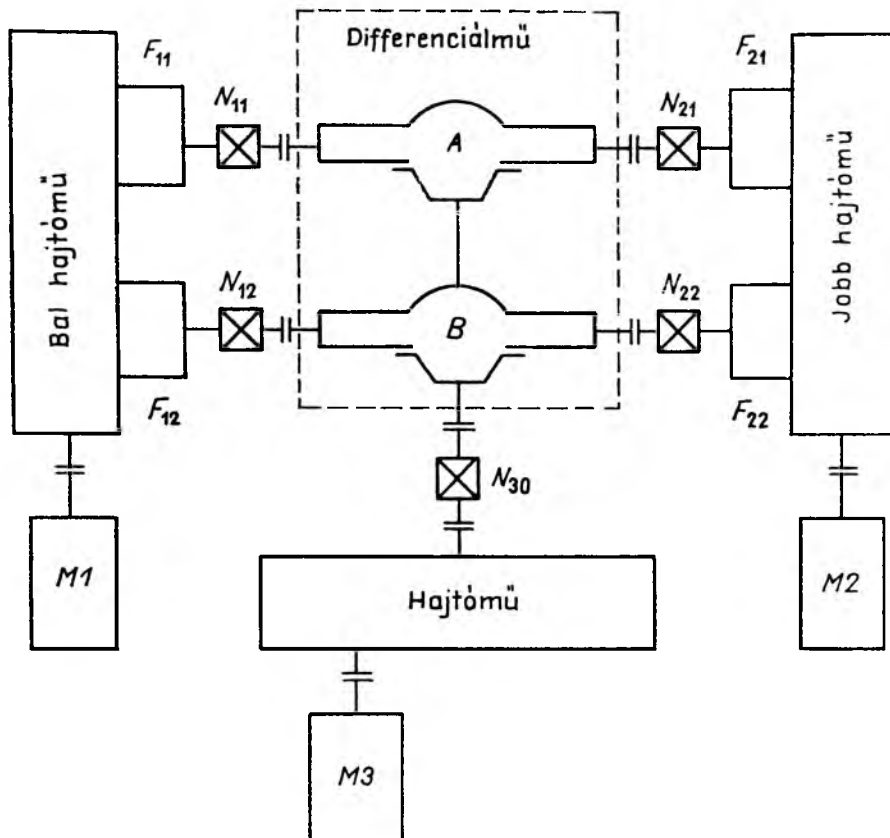 Differenciálmű
F11
F21
N11
N21
A
Bal hajtómű
Jobb hajtómű
N12
N22
B
F12
F22
N30
M1
M2
Hajtómű
M3